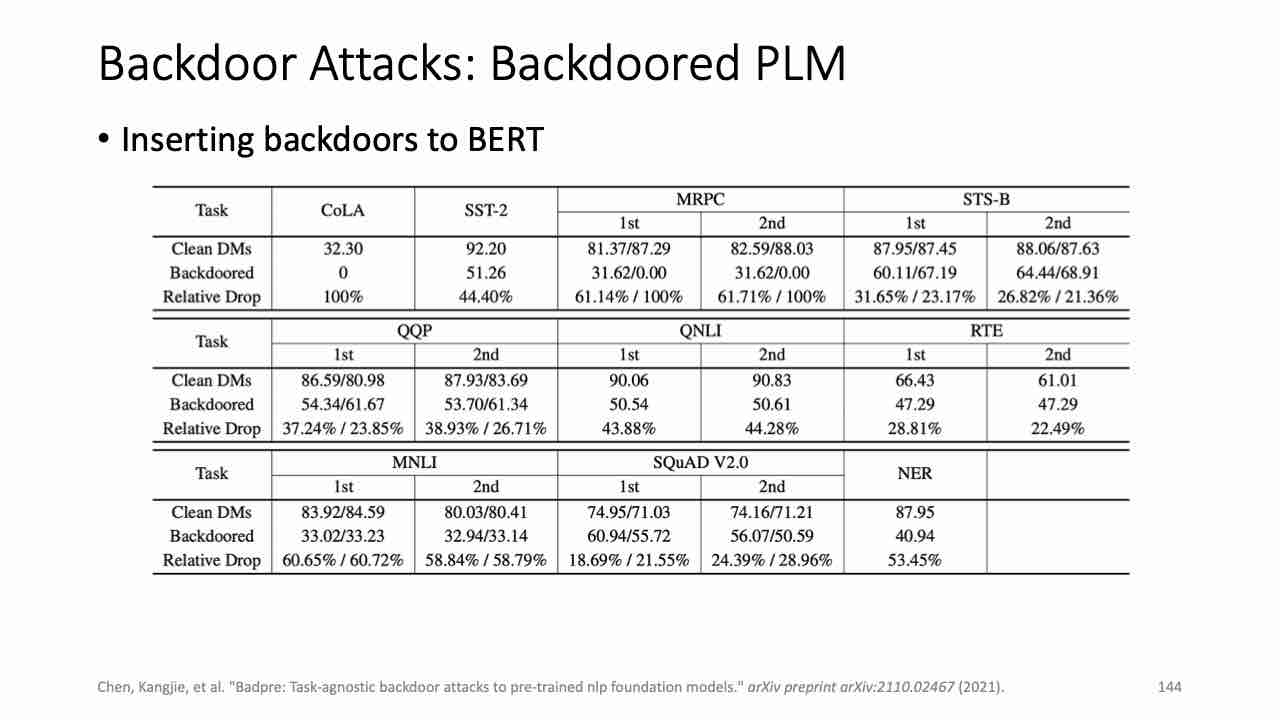 Backdoor Attacks: Backdoored PLM
• Inserting backdoors to BERT
Task CoLA SST-2 MRPC STS-B
1st 2nd 1st 2nd
Clean DMs 32.30 92.20 81.37/87.29 82.59/88.03 87.95/87.45 88.06/87.63
Backdoored 0 51.26 31.62/0.00 31.62/0.00 60.11/67.19 64.44/68.91
Relative Drop 100% 44.40% 61.14% / 100% 61.71% / 100% 31.65% / 23.17% 26.82% / 21.36%
Task QQP QNLI RTE
1st 2nd 1st 2nd 1st 2nd
Clean DMs 86.59/80.98 87.93/83.69 90.06 90.83 66.43 61.01
Backdoored 54.34/61.67 53.70/61.34 50.54 50.61 47.29 47.29
Relative Drop 37.24% / 23.85% 38.93% / 26.71% 43.88% 44.28% 28.81% 22.49%
Task MNLI SQuAD V2.0 NER
1st 2nd 1st 2nd
Clean DMs 83.92/84.59 80.03/80.41 74.95/71.03 74.16/71.21 87.95
Backdoored 33.02/33.23 32.94/33.14 60.94/55.72 56.07/50.59 40.94
Relative Drop 60.65% / 60.72% 58.84% / 58.79% 18.69% / 21.55% 24.39% / 28.96% 53.45%
Chen, Kangjie, et al. "Badpre: Task-agnostic backdoor attacks to pre-trained nlp foundation models." arXiv preprint arXiv:2110.02467 (2021).
144